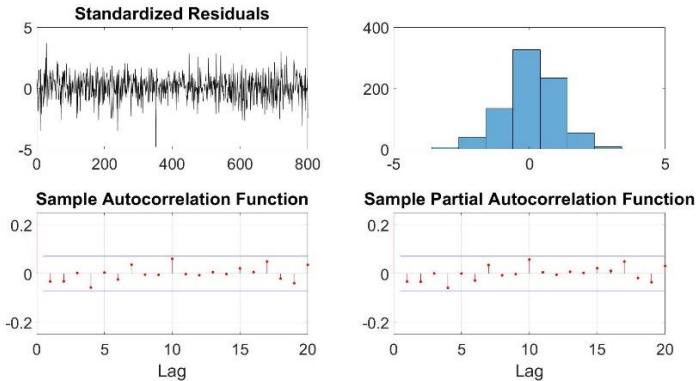 Standardized Residuals
5
0
-5
0 200 400 600 800
400
200
0
-5 0 5
Sample Autocorrelation Function
0.2
0
-0.2
0 5 10 15 20
Lag
Sample Partial Autocorrelation Function
0.2
0
-0.2
0 5 10 15 20
Lag